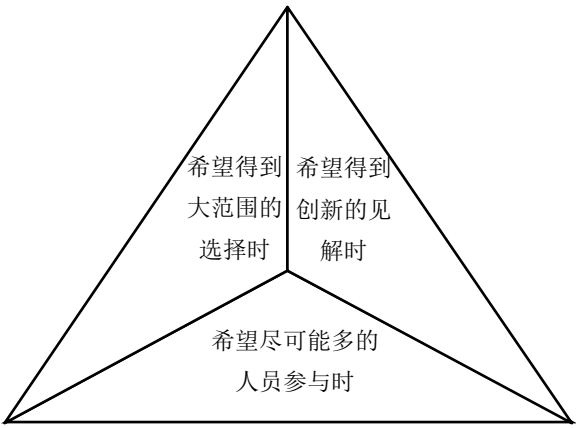 希望得到
大范围的
选择时
希望得到
创新的见
解时
希望尽可能多的
人员参与时